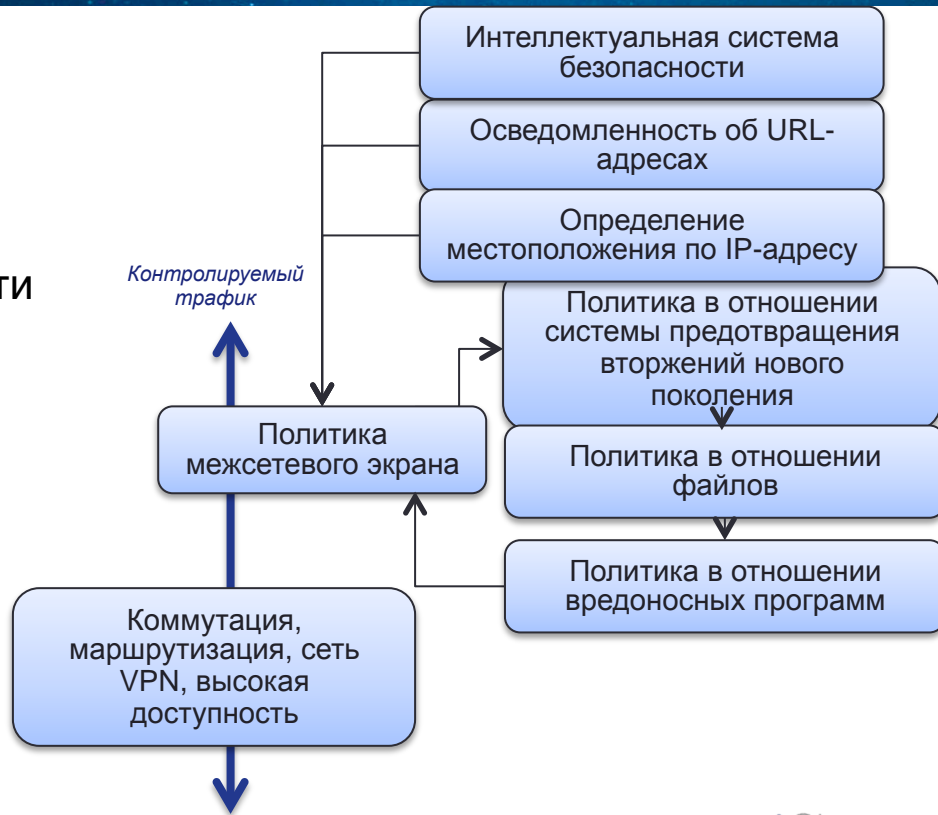 Интеллектуальная система
безопасности
Осведомленность об URL-
адресах
Определение
местоположения по IP-адресу
ти
Контролируемый
трафик
Политика в отношении
системы предотвращения
вторжений нового
поколения
Политика
межсетевого экрана
Политика в отношении
файлов
Политика в отношении
вредоносных программ
Коммутация,
маршрутизация, сеть
VPN, высокая
доступность